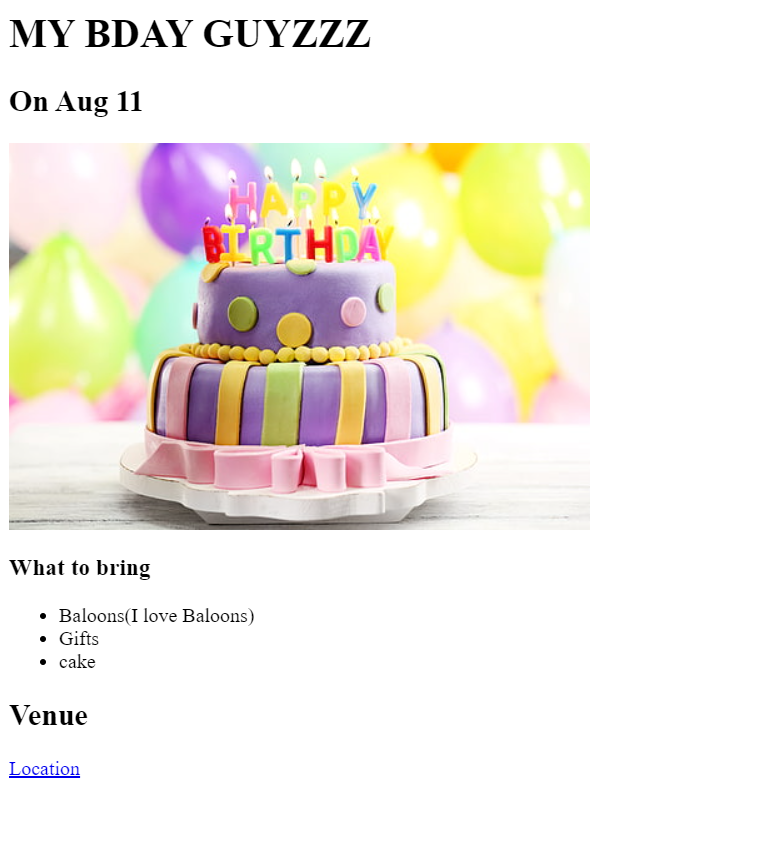 MY BDAY GUYZZZ
On Aug 11
HAPPY
BIRTHDAY
What to bring
Baloons(I love Baloons)
Gifts
cake
Venue
Location